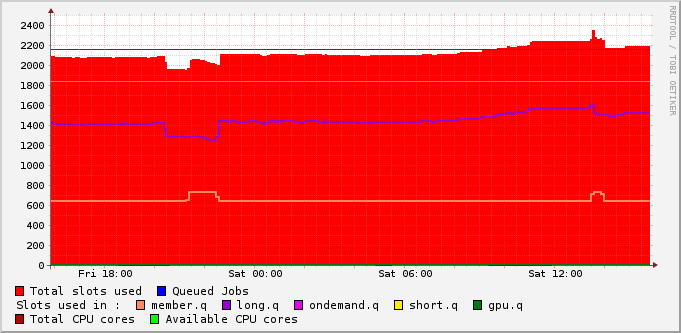 RRDTOOL / TOBI OETIKER
2400
2200
2000
1800
1600
1400
1200
1000
800
600
400
200
0
Fri 18:00 Sat 00:00 Sat 06:00 Sat 12:00
Total slots used Queued Jobs
Slots used in : member.q long.q ondemand.q short.q gpu.q
Total CPU cores Available CPU cores